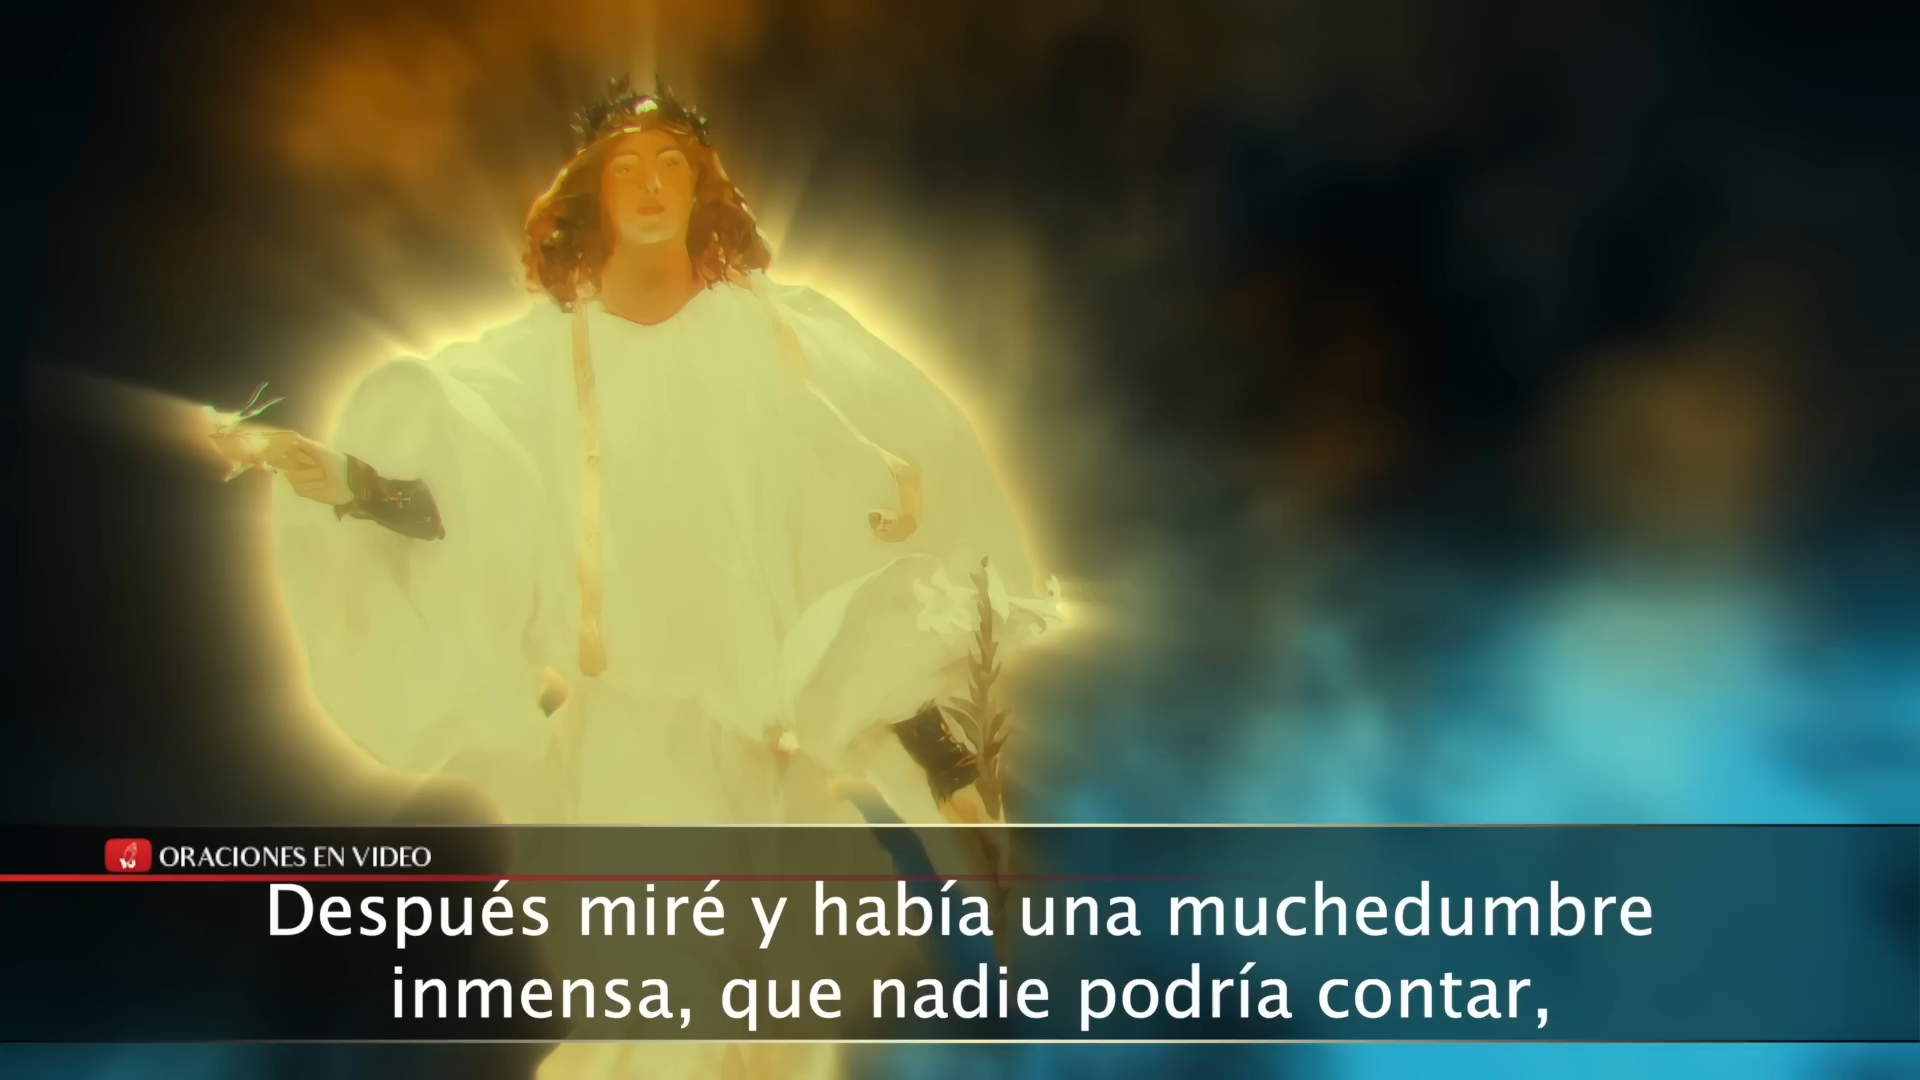 ORACIONES EN VIDEO
Después miré y había una muchedumbre
inmensa, que nadie podría contar,